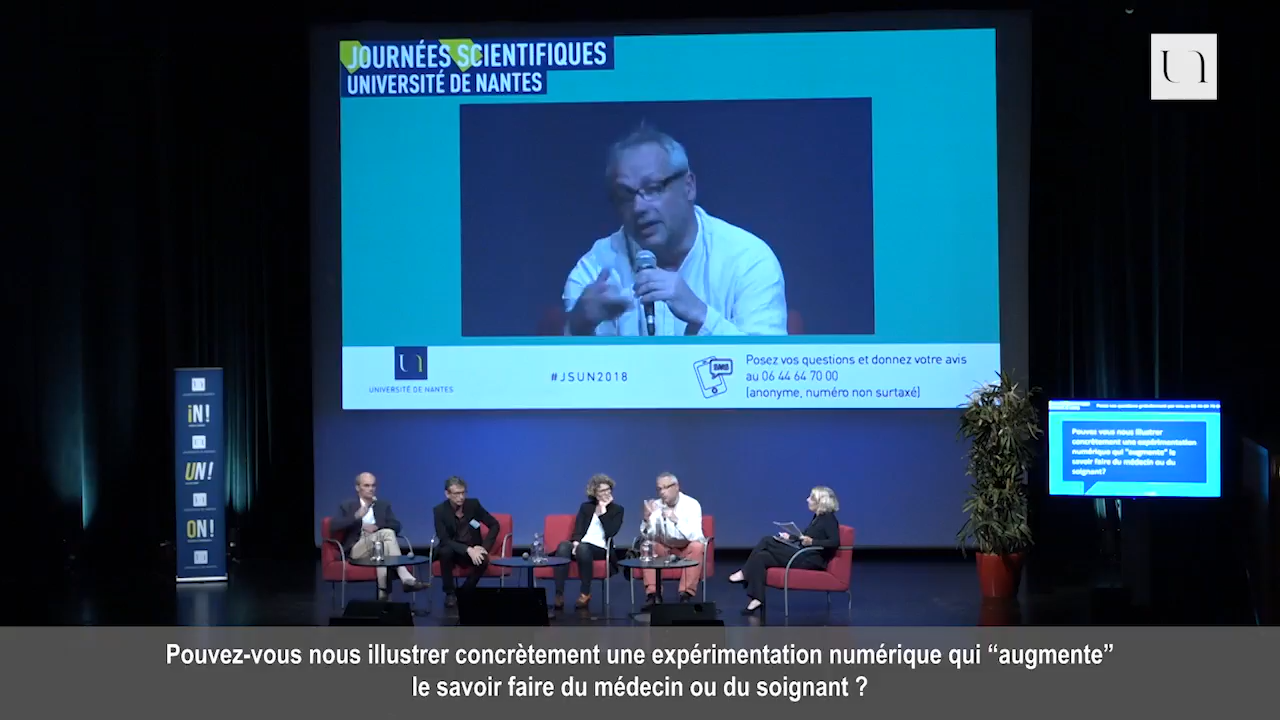 JOURNÉES SCIENTIFIQUES
UNIVERSITÉ DE NANTES
UNIVERSITÉ DE NANTES
#JSUN2018
Posez vos questions et donnez votre avis
au 06 44 64 70 00
(anonyme, numéro non surtaxé)
iN!
UN!
ON!
Pouvez vous nous illustrer
concrètement une expérimentation
numérique qui "augmente" le
savoir faire du médecin ou du
soignant?
Pouvez-vous nous illustrer concrètement une expérimentation numérique qui “augmente”
le savoir faire du médecin ou du soignant ?